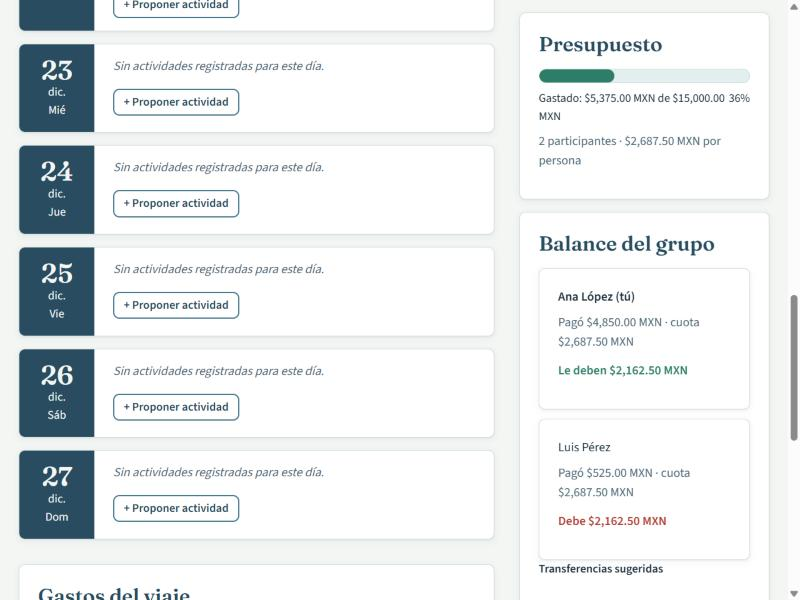 + Proponer actividad
23
dic.
Mié
Sin actividades registradas para este día.
+ Proponer actividad
24
dic.
Jue
Sin actividades registradas para este día.
+ Proponer actividad
25
dic.
Vie
Sin actividades registradas para este día.
+ Proponer actividad
26
dic.
Sáb
Sin actividades registradas para este día.
+ Proponer actividad
27
dic.
Dom
Sin actividades registradas para este día.
+ Proponer actividad
Gastos del viaje
Presupuesto
Gastado: $5,375.00 MXN de $15,000.00 36%
MXN
2 participantes · $2,687.50 MXN por
persona
Balance del grupo
Ana López (tú)
Pagó $4,850.00 MXN · cuota
$2,687.50 MXN
Le deben $2,162.50 MXN
Luis Pérez
Pagó $525.00 MXN · cuota
$2,687.50 MXN
Debe $2,162.50 MXN
Transferencias sugeridas